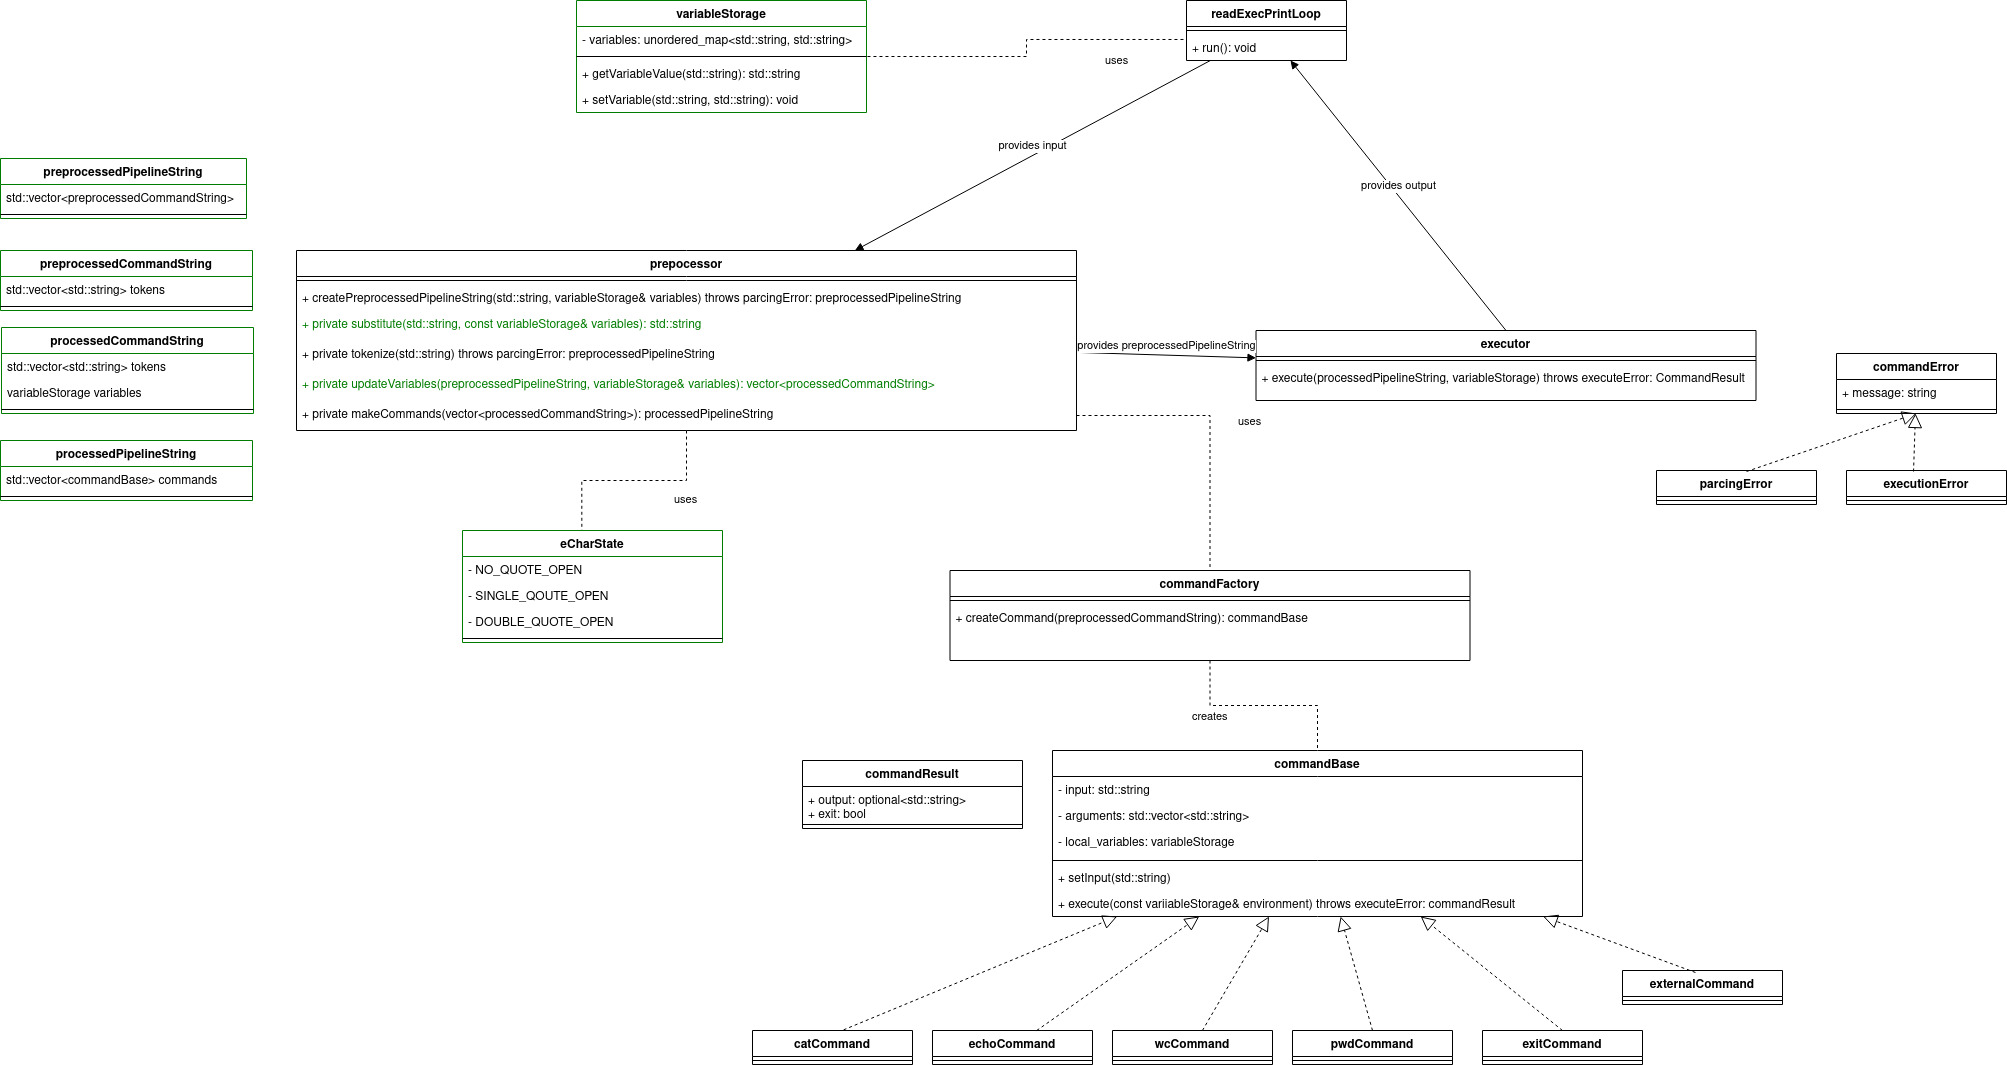 variableStorage
- variables: unordered_map<std::string, std::string>
+ getVariableValue(std::string): std::string
+ setVariable(std::string, std::string): void
readExecPrintLoop
+ run(): void
uses
provides input
provides output
preprocessedPipelineString
std::vector<preprocessedCommandString>
preprocessedCommandString
std::vector<std::string> tokens
processedCommandString
std::vector<std::string> tokens
variableStorage variables
processedPipelineString
std::vector<commandBase> commands
prepocessor
+ createPreprocessedPipelineString(std::string, variableStorage& variables) throws parcingError: preprocessedPipelineString
+ private substitute(std::string, const variableStorage& variables): std::string
+ private tokenize(std::string) throws parcingError: preprocessedPipelineString
+ private updateVariables(preprocessedPipelineString, variableStorage& variables): vector<processedCommandString>
+ private makeCommands(vector<processedCommandString>): processedPipelineString
provides preprocessedPipelineString
executor
+ execute(processedPipelineString, variableStorage) throws executeError: CommandResult
commandError
+ message: string
parcingError
executionError
uses
uses
eCharState
- NO_QUOTE_OPEN
- SINGLE_QOUTE_OPEN
- DOUBLE_QUOTE_OPEN
commandFactory
+ createCommand(preprocessedCommandString): commandBase
creates
commandResult
+ output: optional<std::string>
+ exit: bool
commandBase
- input: std::string
- arguments: std::vector<std::string>
- local_variables: variableStorage
+ setInput(std::string)
+ execute(const variiableStorage& environment) throws executeError: commandResult
externalCommand
catCommand
echoCommand
wcCommand
pwdCommand
exitCommand